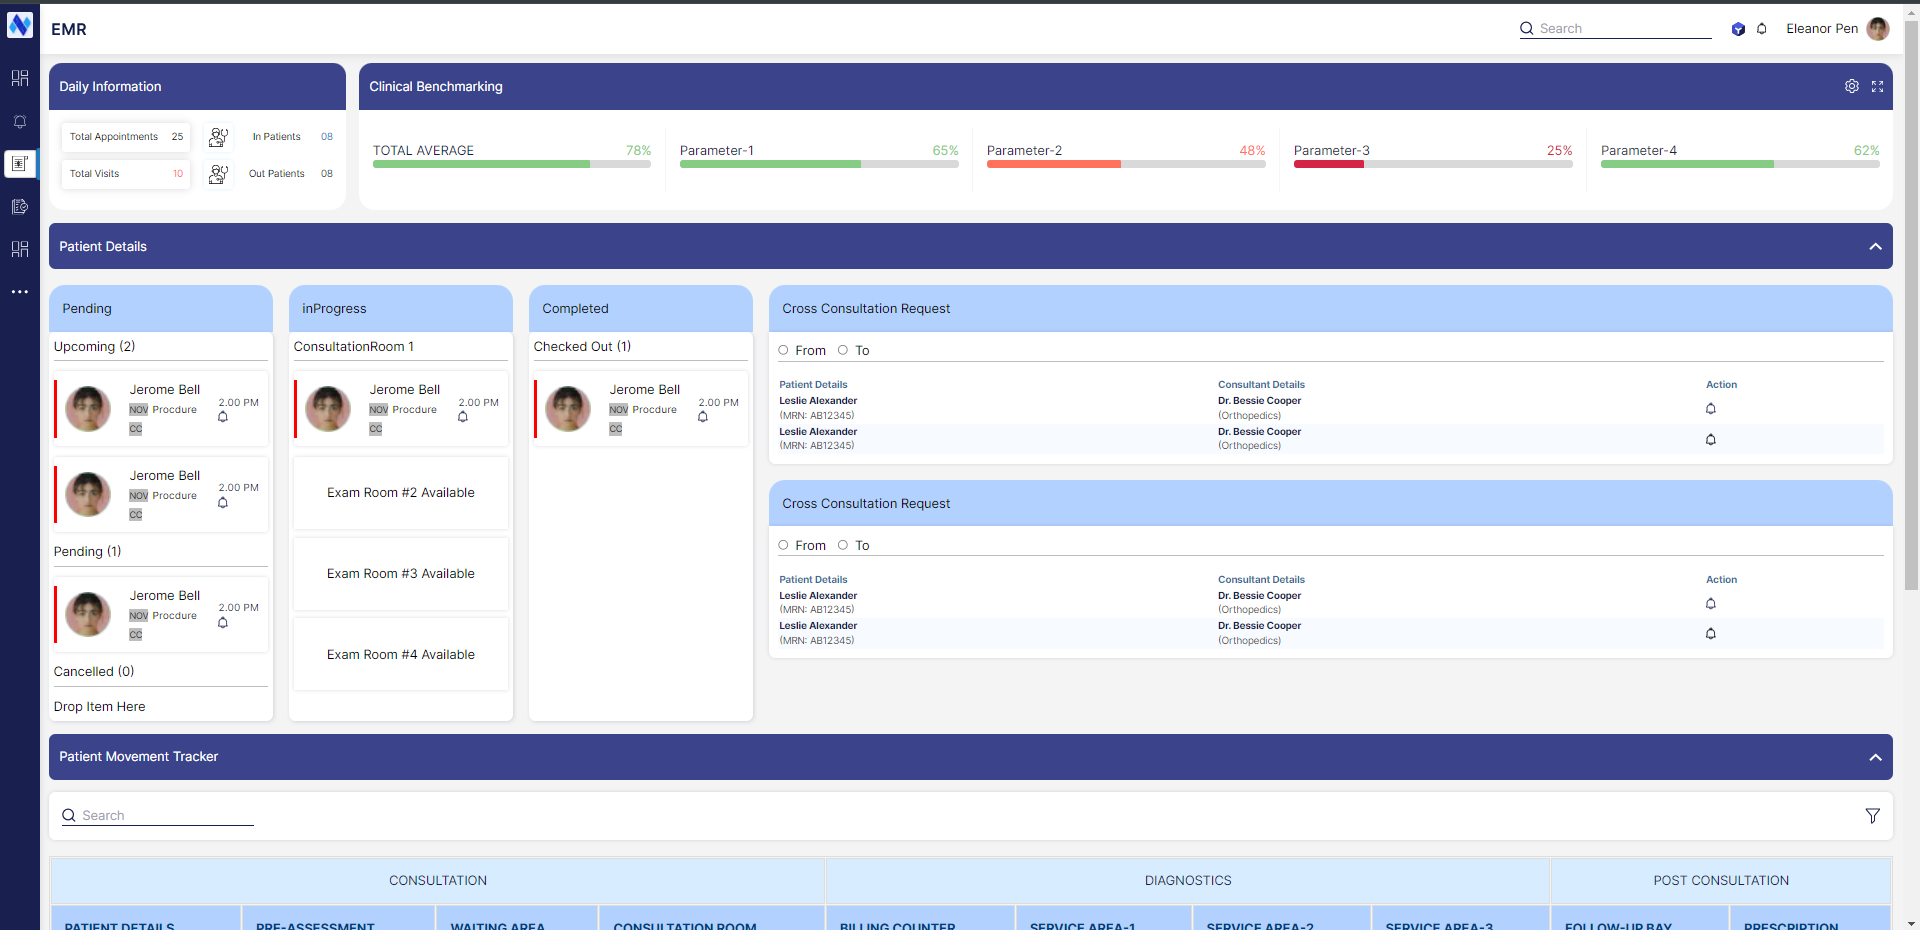 EMR
Search
Eleanor Pen
Daily Information
Total Appointments 25
In Patients 08
Total Visits 10
Out Patients 08
Clinical Benchmarking
TOTAL AVERAGE 78%
Parameter-1 65%
Parameter-2 48%
Parameter-3 25%
Parameter-4 62%
Patient Details
Pending
Upcoming (2)
Jerome Bell
NOV Procdure
2.00 PM
CC
Jerome Bell
NOV Procdure
2.00 PM
CC
Pending (1)
Jerome Bell
NOV Procdure
2.00 PM
CC
Cancelled (0)
Drop Item Here
inProgress
ConsultationRoom 1
Jerome Bell
NOV Procdure
2.00 PM
CC
Exam Room #2 Available
Exam Room #3 Available
Exam Room #4 Available
Completed
Checked Out (1)
Jerome Bell
NOV Procdure
2.00 PM
CC
Cross Consultation Request
From To
Patient Details Consultant Details Action
Leslie Alexander Dr. Bessie Cooper
(MRN: AB12345) (Orthopedics)
Leslie Alexander Dr. Bessie Cooper
(MRN: AB12345) (Orthopedics)
Cross Consultation Request
From To
Patient Details Consultant Details Action
Leslie Alexander Dr. Bessie Cooper
(MRN: AB12345) (Orthopedics)
Leslie Alexander Dr. Bessie Cooper
(MRN: AB12345) (Orthopedics)
Patient Movement Tracker
Search
CONSULTATION DIAGNOSTICS POST CONSULTATION
PATIENT DETAILS PRE-ASSESSMENT WAITING AREA CONSULTATION ROOM BILLING COUNTER SERVICE AREA-1 SERVICE AREA-2 SERVICE AREA-3 FOLLOW-UP BAY PRESCRIPTION